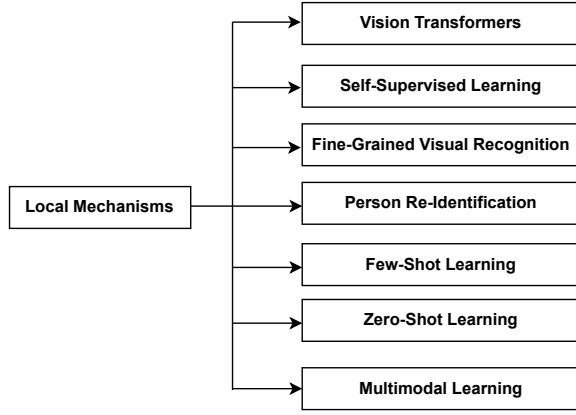 Vision Transformers
Self-Supervised Learning
Fine-Grained Visual Recognition
Local Mechanisms
Person Re-Identification
Few-Shot Learning
Zero-Shot Learning
Multimodal Learning